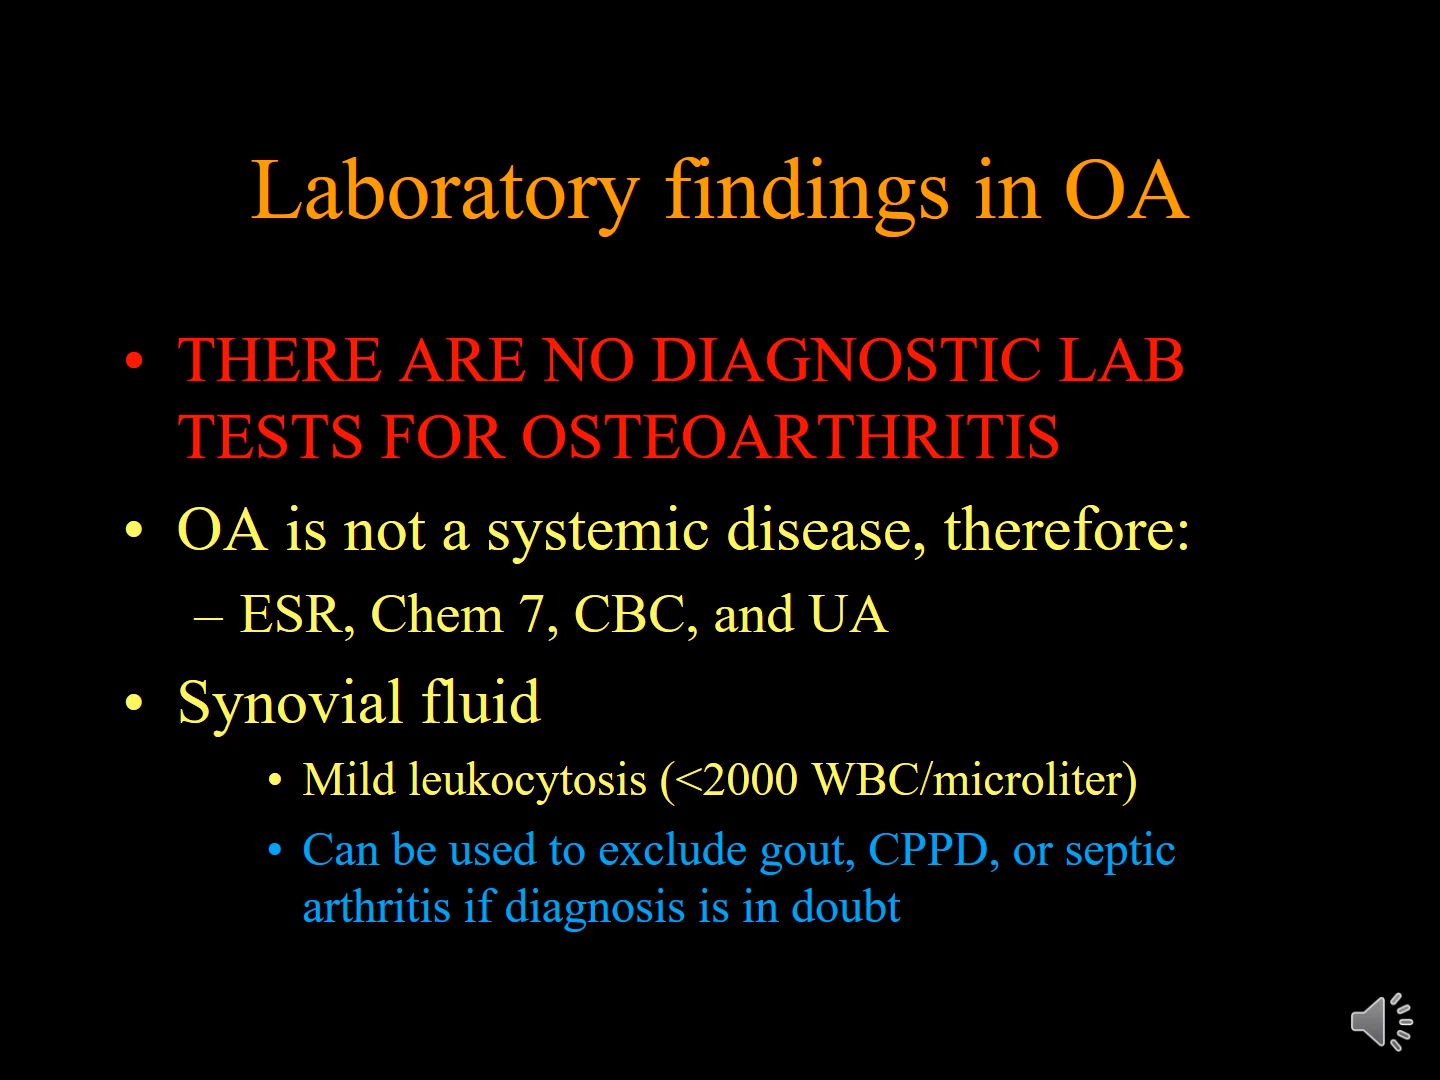 Laboratory findings in OA
• THERE ARE NO DIAGNOSTIC LAB
TESTS FOR OSTEOARTHRITIS
• OA is not a systemic disease, therefore:
– ESR, Chem 7, CBC, and UA
• Synovial fluid
• Mild leukocytosis (<2000 WBC/microliter)
• Can be used to exclude gout, CPPD, or septic
arthritis if diagnosis is in doubt